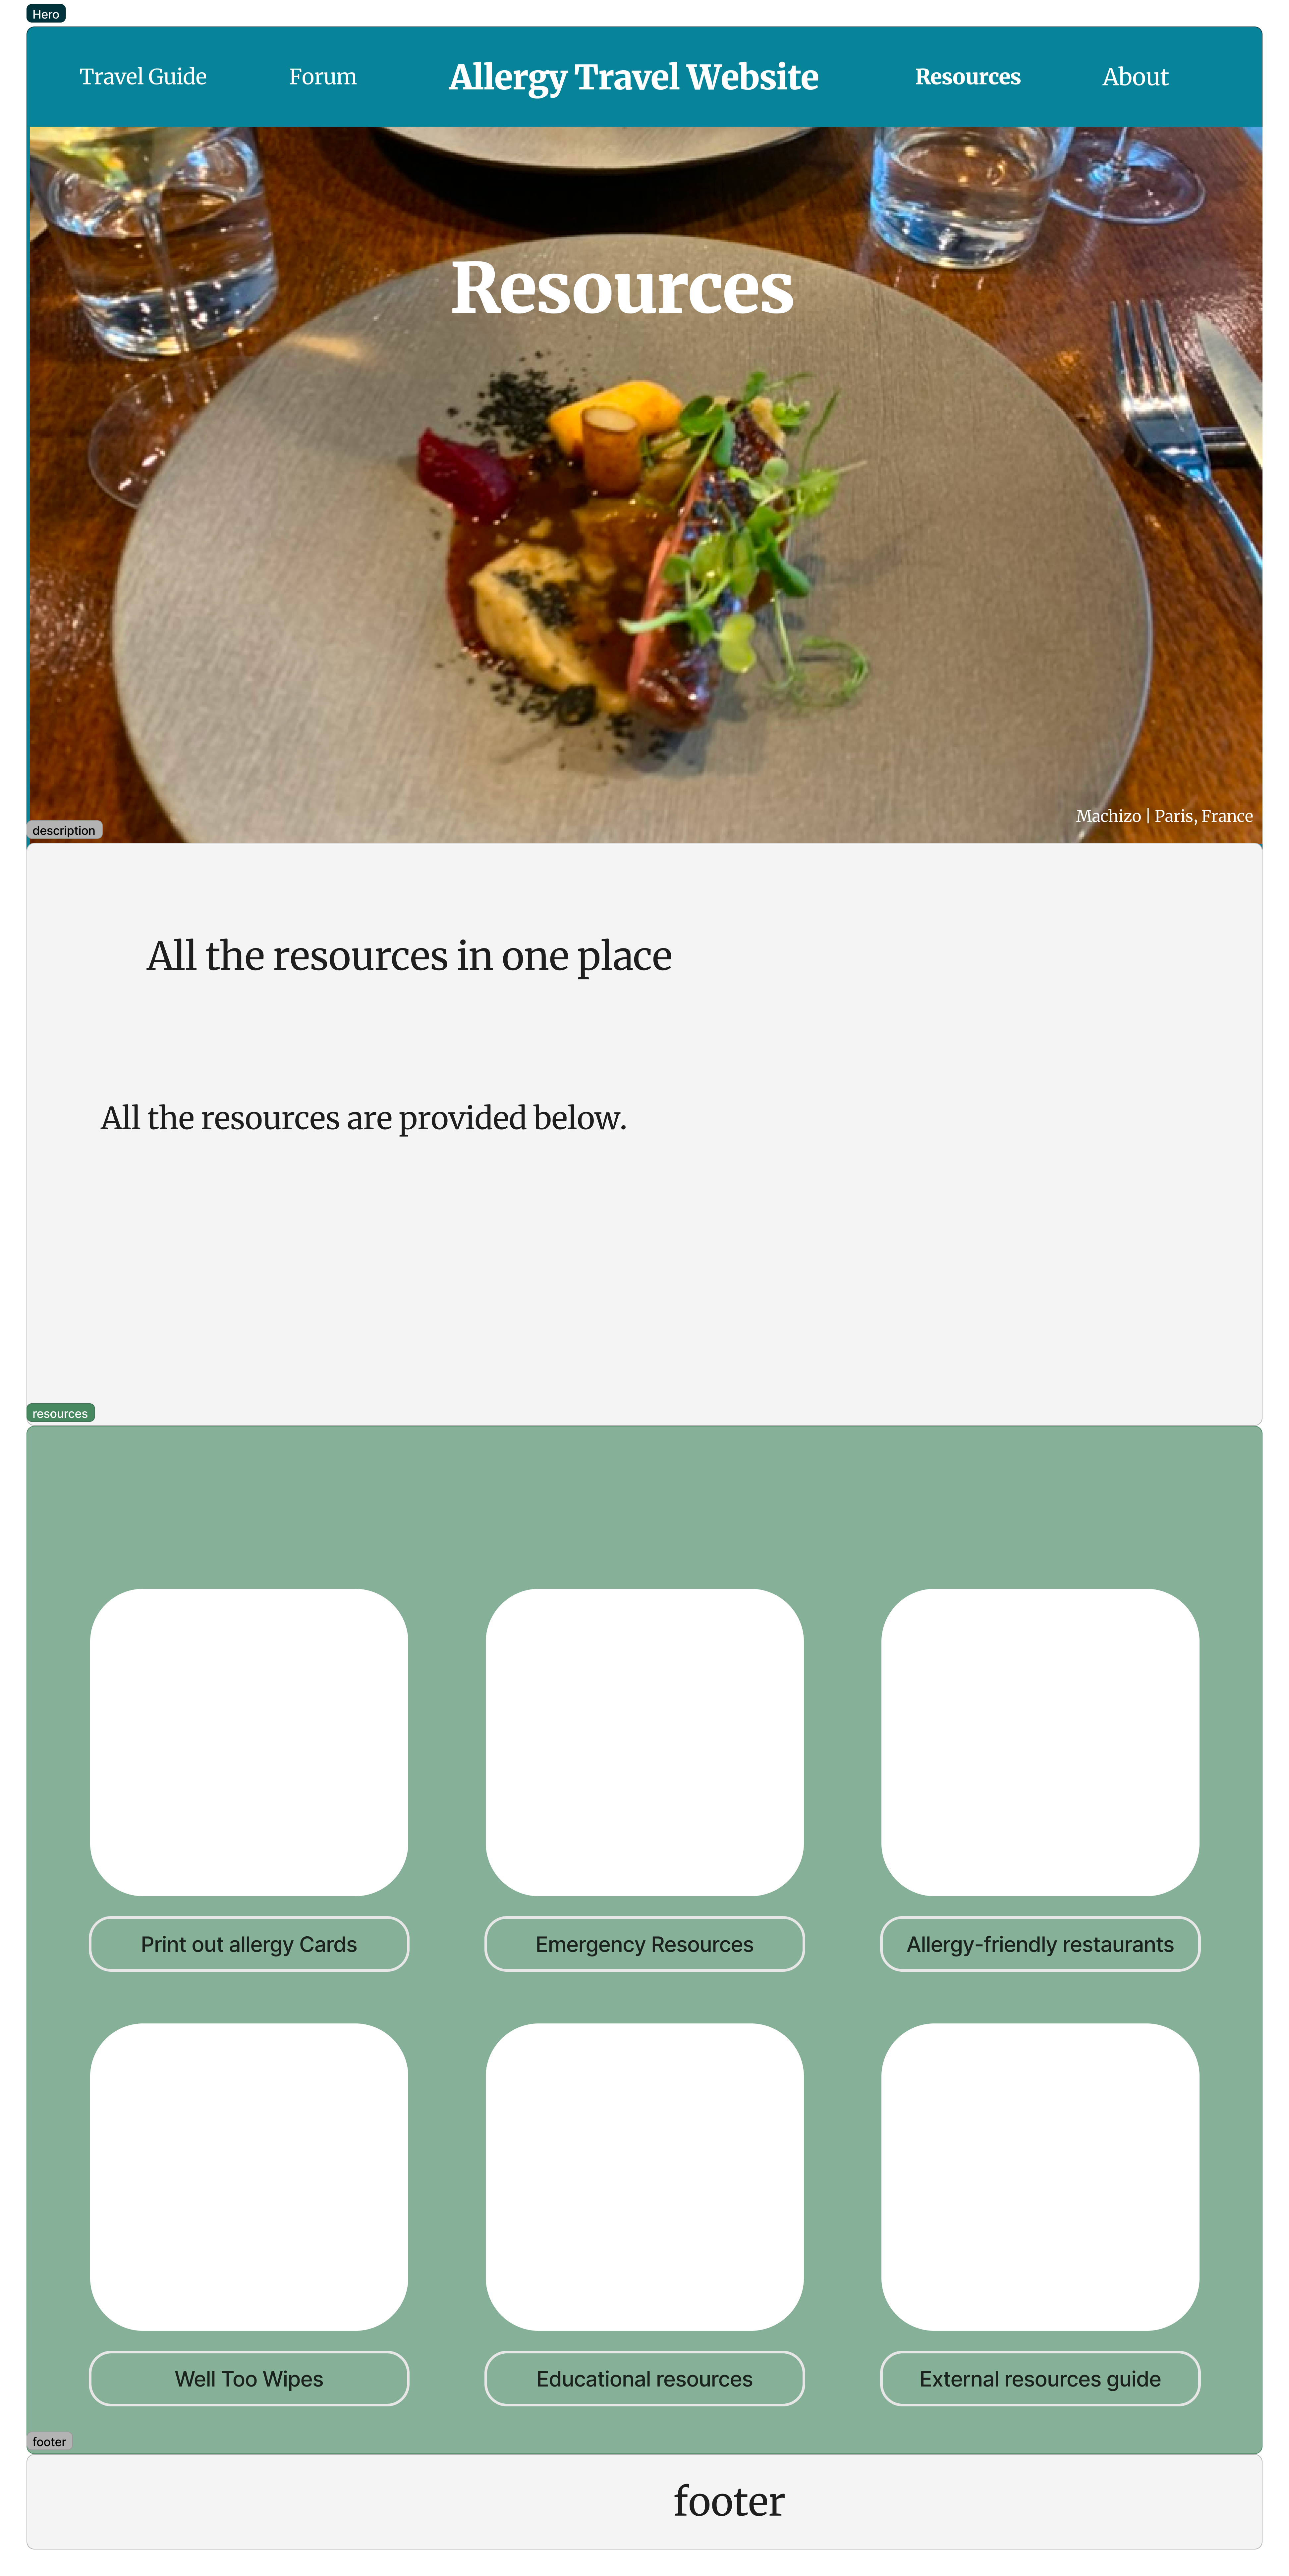 Hero
Travel Guide
Forum
Allergy Travel Website
Resources
About
Resources
Machizo | Paris, France
description
All the resources in one place
All the resources are provided below.
resources
Print out allergy Cards
Emergency Resources
Allergy-friendly restaurants
Well Too Wipes
Educational resources
External resources guide
footer
footer